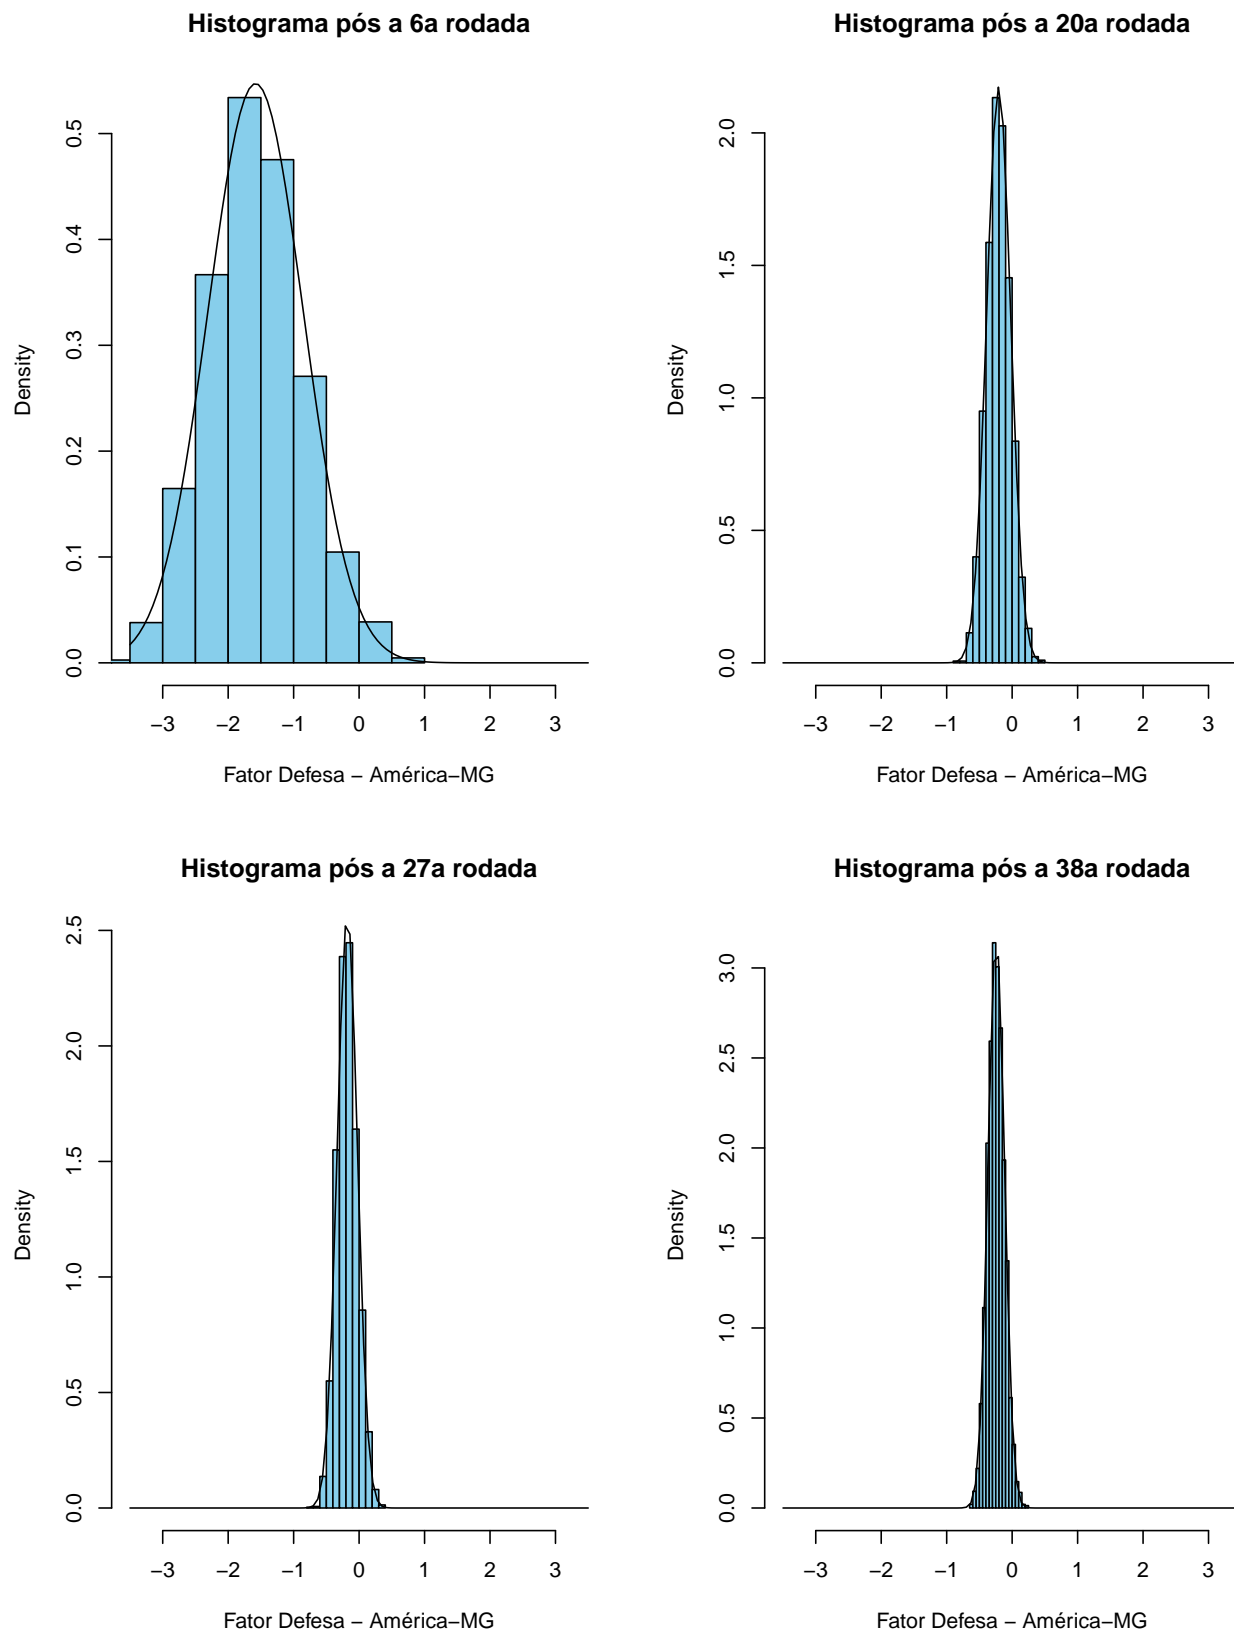 Histograma pós a 6a rodada
Density
0.0 0.1 0.2 0.3 0.4 0.5
−3 −2 −1 0 1 2 3
Fator Defesa − América−MG
Histograma pós a 20a rodada
Density
0.0 0.5 1.0 1.5 2.0
−3 −2 −1 0 1 2 3
Fator Defesa − América−MG
Histograma pós a 27a rodada
Density
0.0 0.5 1.0 1.5 2.0 2.5
−3 −2 −1 0 1 2 3
Fator Defesa − América−MG
Histograma pós a 38a rodada
Density
0.0 0.5 1.0 1.5 2.0 2.5 3.0
−3 −2 −1 0 1 2 3
Fator Defesa − América−MG